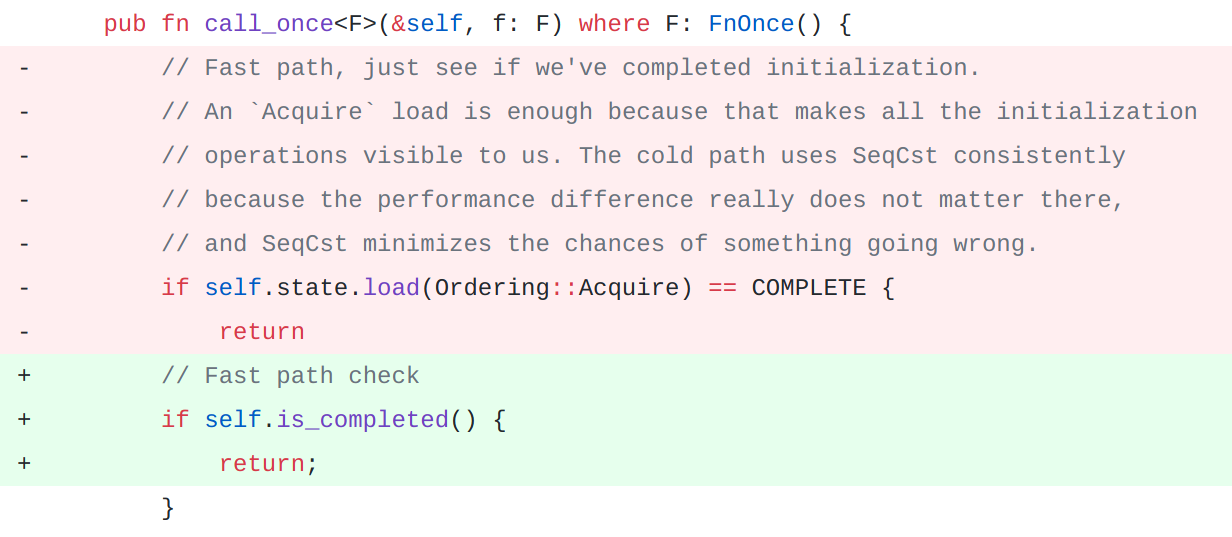 pub fn call_once<F>(&self, f: F) where F: FnOnce() {
- // Fast path, just see if we've completed initialization.
- // An `Acquire` load is enough because that makes all the initialization
- // operations visible to us. The cold path uses SeqCst consistently
- // because the performance difference really does not matter there,
- // and SeqCst minimizes the chances of something going wrong.
- if self.state.load(Ordering::Acquire) == COMPLETE {
- return
+ // Fast path check
+ if self.is_completed() {
+ return;
}